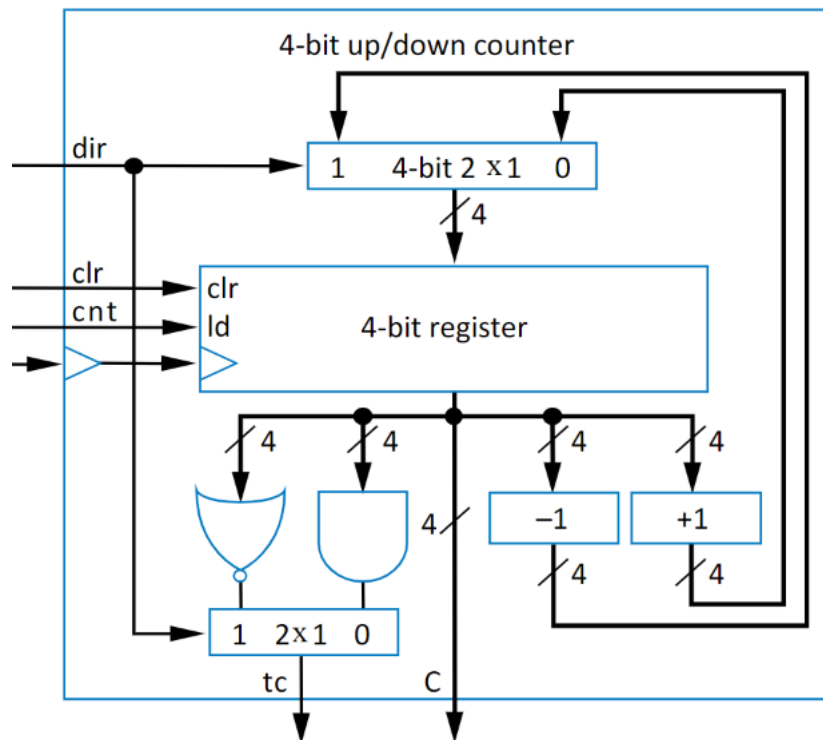 4-bit up/down counter
dir
1 4-bit 2 x 1 0
4
clr
clr
cnt
ld
4-bit register
4 4 4 4
4
–1 +1
4 4
1 2x1 0
tc C